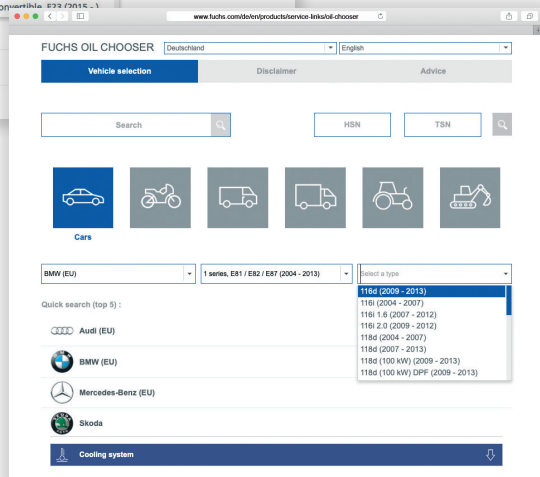 onvertible, F23 (2015 - )
www.fuchs.com/de/en/products/service-links/oil-chooser
FUCHS OIL CHOOSER Deutschland English
Vehicle selection Disclaimer Advice
Search HSN TSN
Cars
BMW (EU) 1 series, E81 / E82 / E87 (2004 - 2013) Select a type
116d (2009 - 2013)
116i (2004 - 2007)
116i 1.6 (2007 - 2012)
116i 2.0 (2009 - 2012)
118d (2004 - 2007)
118d (2007 - 2013)
118d (100 kW) (2009 - 2013)
118d (100 kW) DPF (2009 - 2013)
Quick search (top 5) :
Audi (EU)
BMW (EU)
Mercedes-Benz (EU)
Skoda
Cooling system